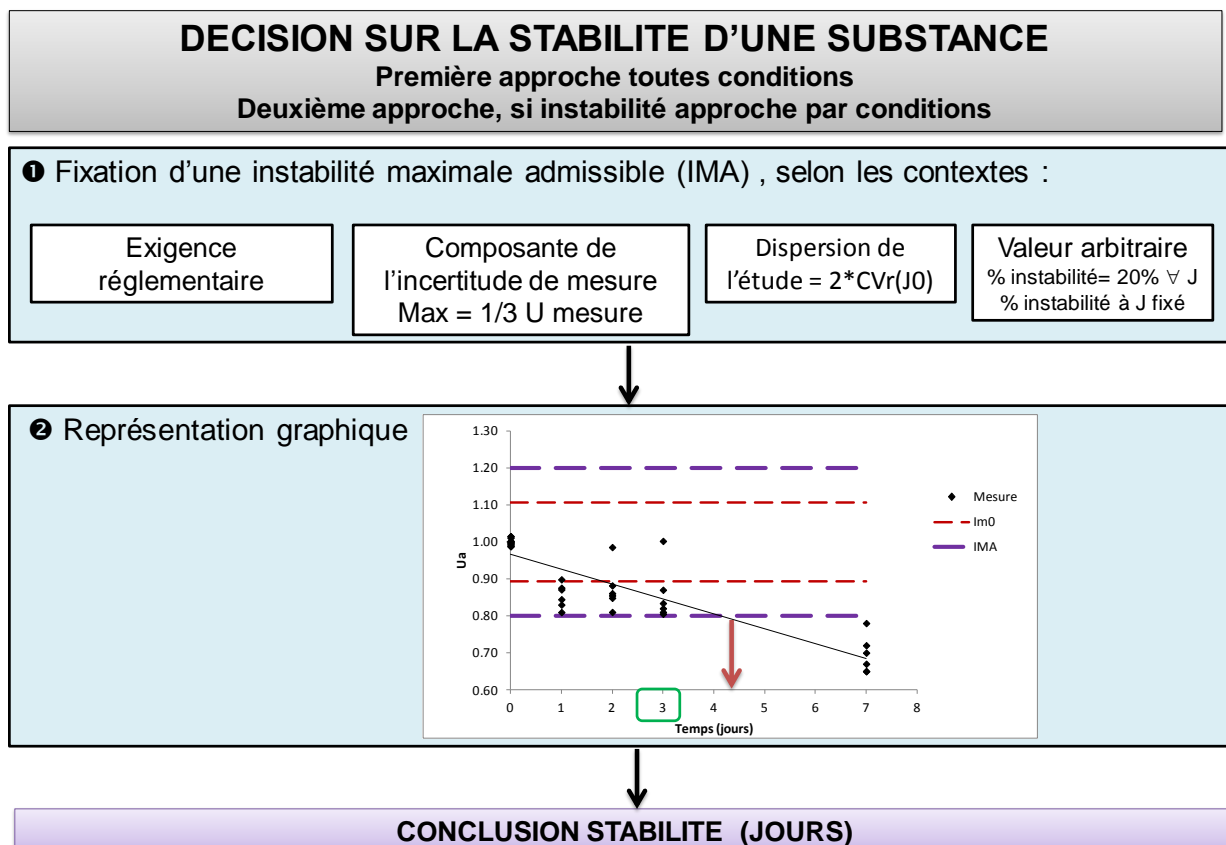 DECISION SUR LA STABILITE D'UNE SUBSTANCE
Première approche toutes conditions
Deuxième approche, si instabilité approche par conditions
❶ Fixation d'une instabilité maximale admissible (IMA) , selon les contextes :
Exigence
réglementaire
Composante de
l'incertitude de mesure
Max = 1/3 U mesure
Dispersion de
l'étude = 2*CVr(J0)
Valeur arbitraire
% instabilité= 20% ∀ J
% instabilité à J fixé
❷ Représentation graphique
1.30
1.20
1.10
1.00
0.90
0.80
0.70
0.60
Ua
0 1 2 3 4 5 6 7 8
Temps (jours)
Mesure
Im0
IMA
CONCLUSION STABILITE (JOURS)